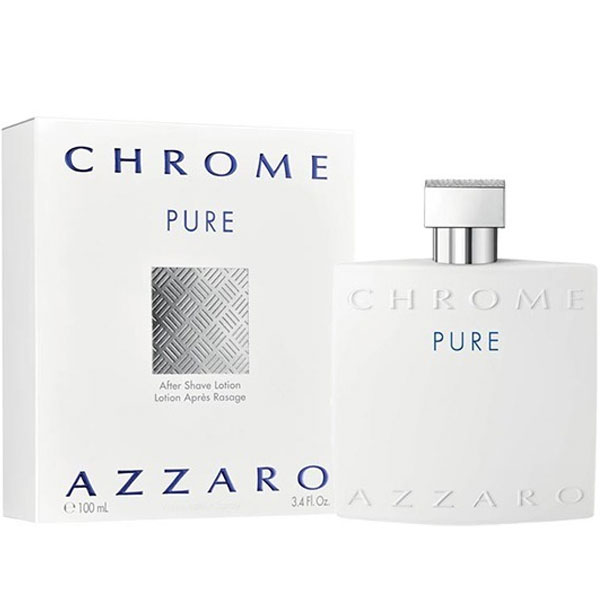 CHROME
PURE
After Shave Lotion
Lotion Après Rasage
AZZARO
℮ 100 mL 3.4 Fl. Oz.
CHROME
PURE
AZZARO